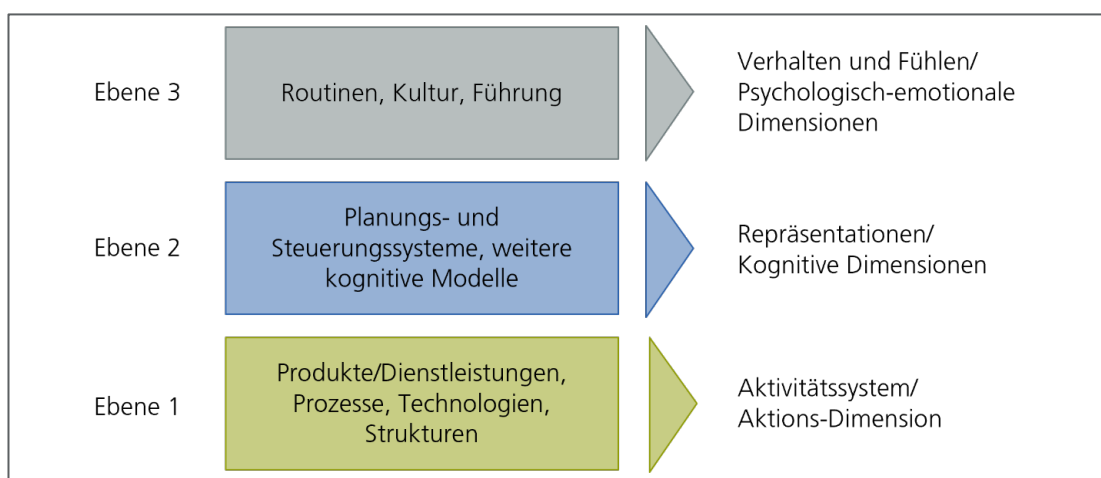 Ebene 3
Routinen, Kultur, Führung
Verhalten und Fühlen/
Psychologisch-emotionale
Dimensionen
Ebene 2
Planungs- und
Steuerungssysteme, weitere
kognitive Modelle
Repräsentationen/
Kognitive Dimensionen
Ebene 1
Produkte/Dienstleistungen,
Prozesse, Technologien,
Strukturen
Aktivitätssystem/
Aktions-Dimension